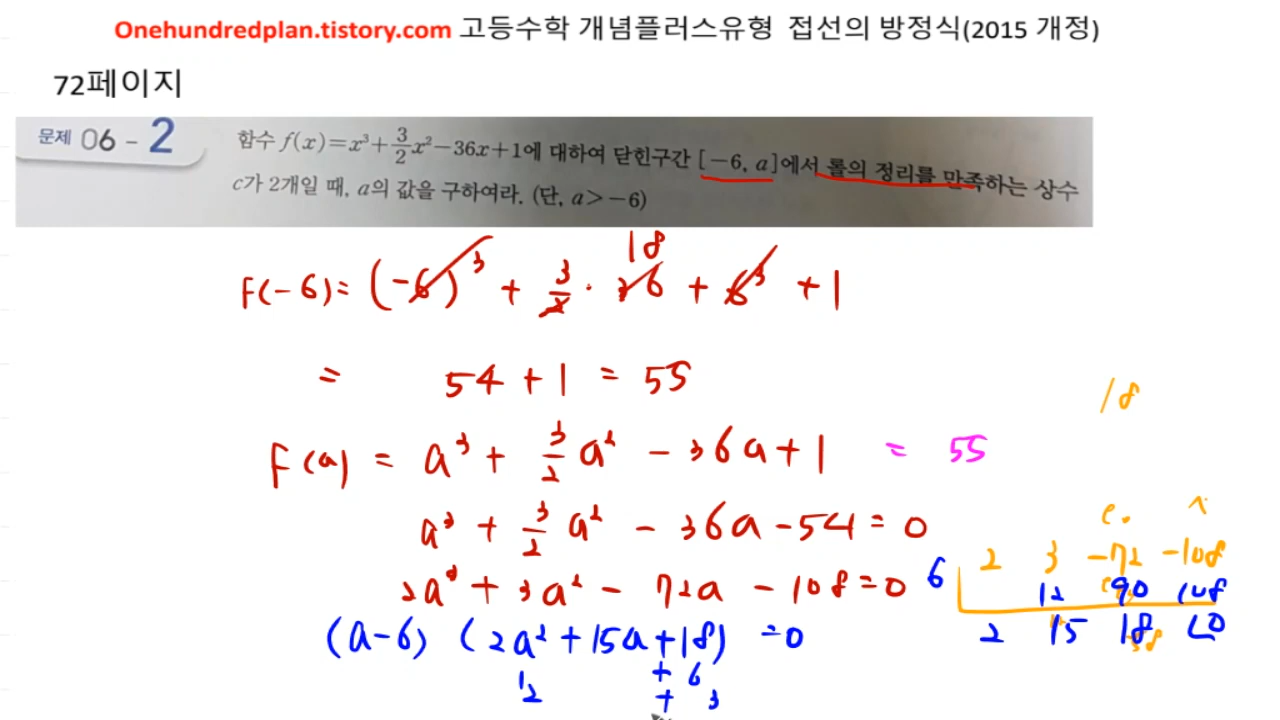 Onehundredplan.tistory.com 고등수학 개념플러스유형 접선의 방정식(2015 개정)
72페이지
문제 06 - 2
함수 f(x)=x³+3/2x²-36x+1에 대하여 닫힌구간 [-6, a]에서 롤의 정리를 만족하는 상수
c가 2개일 때, a의 값을 구하여라. (단, a>-6)
18
F(-6)= (-6)³ + 3/2 · 36 + 6³ + 1
= 54 + 1 = 55
18
F(a) = a³ + 3/2 a² - 36a + 1 = 55
a³ + 3/2 a² - 36a - 54 = 0
2a³ + 3a² - 72a - 108 = 0
6 2 3 -72 -108
12 90 108
2 15 18 0
(a-6) (2a² + 15a + 18) = 0
1 + 6
2 + 3